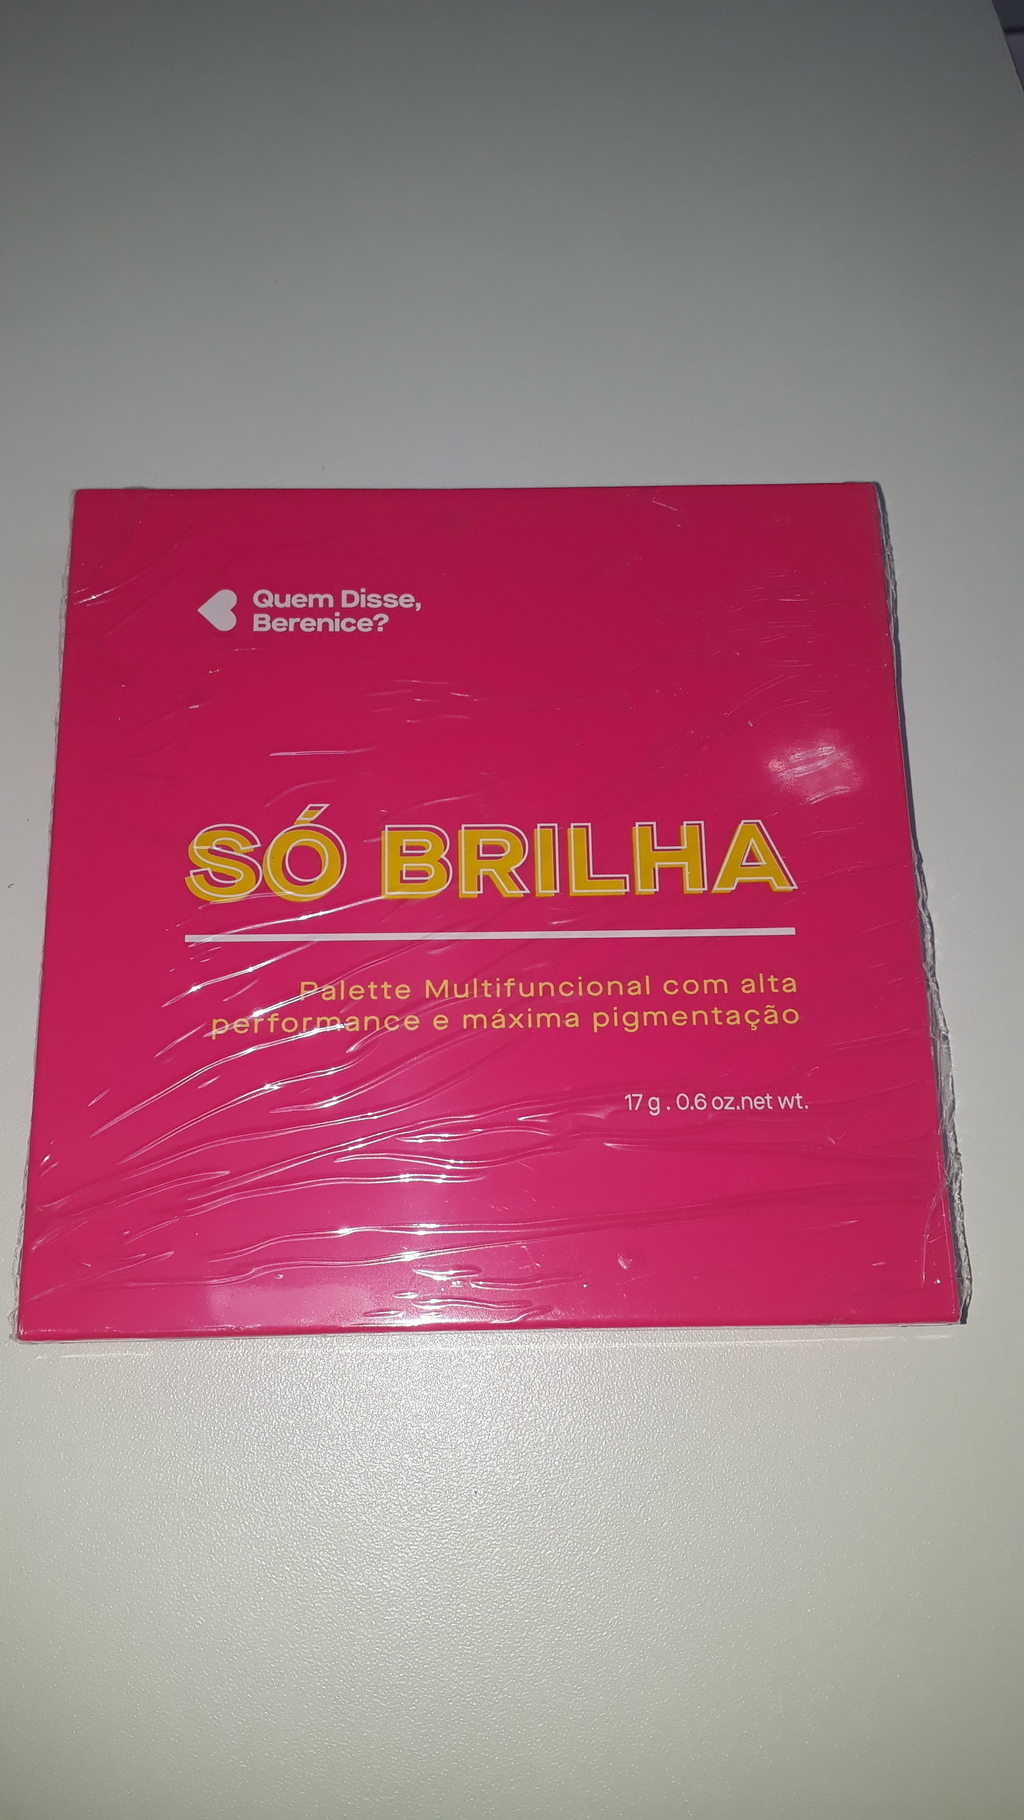 Quem Disse,
Berenice?
SÓ BRILHA
Palette Multifuncional com alta
performance e máxima pigmentação
17 g . 0.6 oz.net wt.